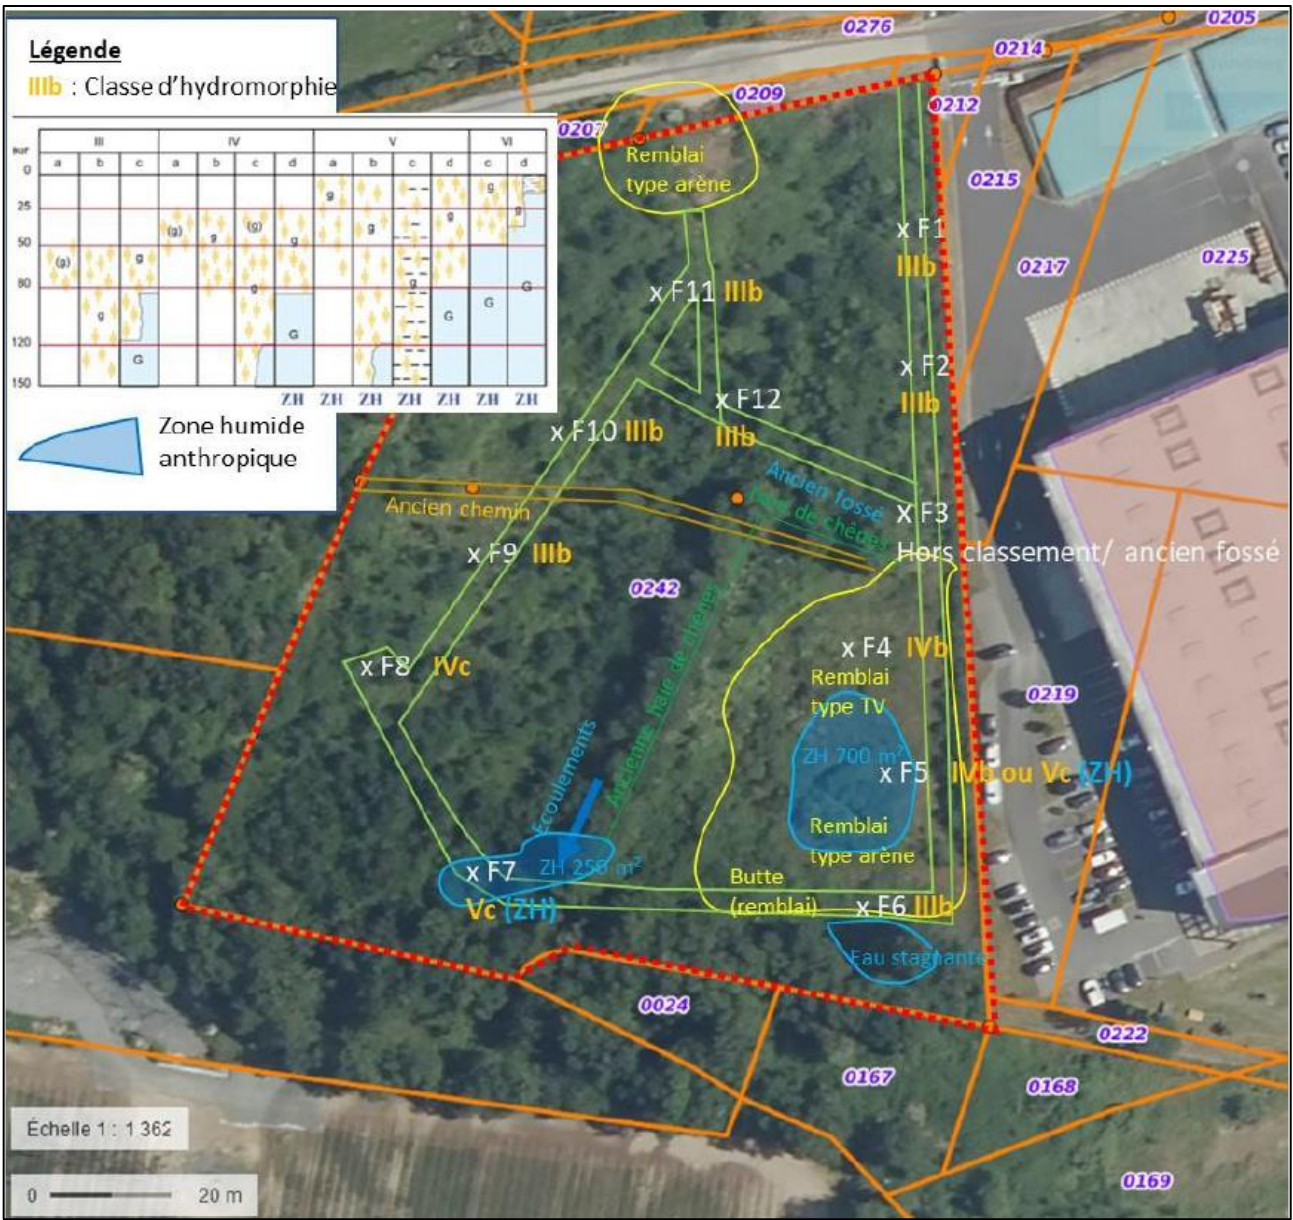 Légende
IIIb : Classe d'hydromorphie
III IV V VI
a b c a b c d a b c d c d
0
25
50
80
120
150
(g) g g G (g) g (g) g g G g g g g G g G g G
ZH ZH ZH ZH ZH ZH ZH
Zone humide
anthropique
0276
0205
0214
0209
0212
0207
Remblai
type arène
0215
x F1
IIIb
0217
0225
x F11 IIIb
x F2
IIIb
x F12
IIIb
x F10 IIIb
Ancien fossé
haie de chênes
Ancien chemin
x F3
Hors classement/ ancien fossé
x F9 IIIb
0242
Ancienne haie de chênes
x F4 IVb
x F8 IVc
Remblai
type TV
0219
Ecoulements
ZH 700 m²
x F5 IVb ou Vc (ZH)
Remblai
type arène
x F7
ZH 250 m²
Vc (ZH)
Butte
(remblai)
x F6 IIIb
Eau stagnante
0024
0222
0167
0168
0169
Échelle 1 : 1 362
0 20 m